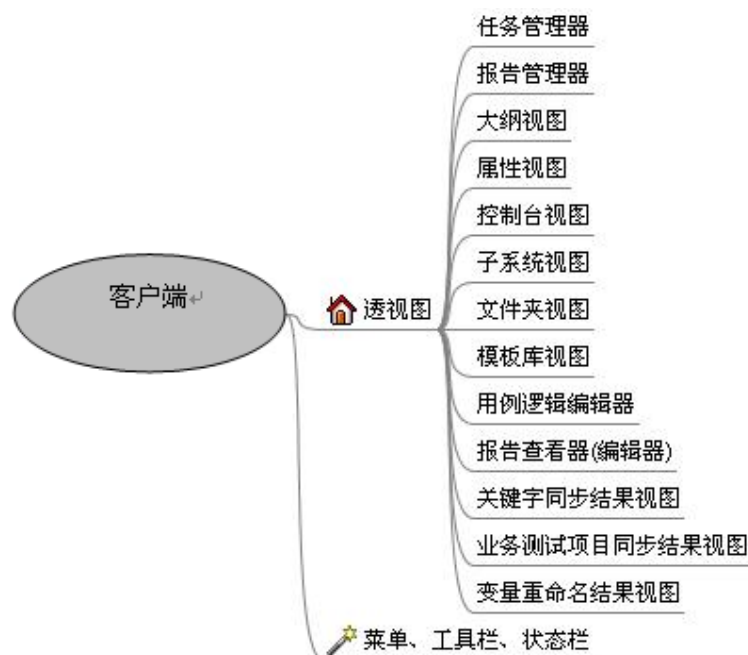 客户端
透视图
任务管理器
报告管理器
大纲视图
属性视图
控制台视图
子系统视图
文件夹视图
模板库视图
用例逻辑编辑器
报告查看器(编辑器)
关键字同步结果视图
业务测试项目同步结果视图
变量重命名结果视图
菜单、工具栏、状态栏